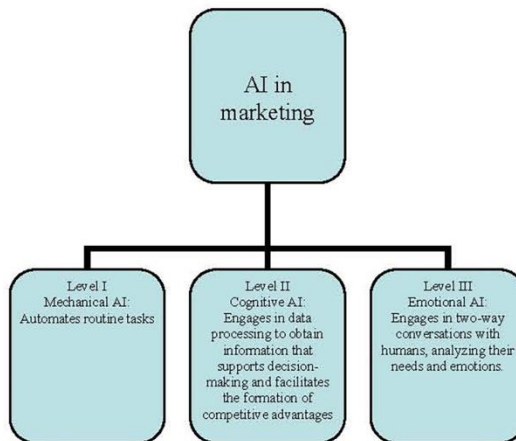 AI in
marketing
Level I
Mechanical AI:
Automates routine tasks
Level II
Cognitive AI:
Engages in data
processing to obtain
information that
supports decision-
making and facilitates
the formation of
competitive advantages
Level III
Emotional AI:
Engages in two-way
conversations with
humans, analyzing their
needs and emotions.